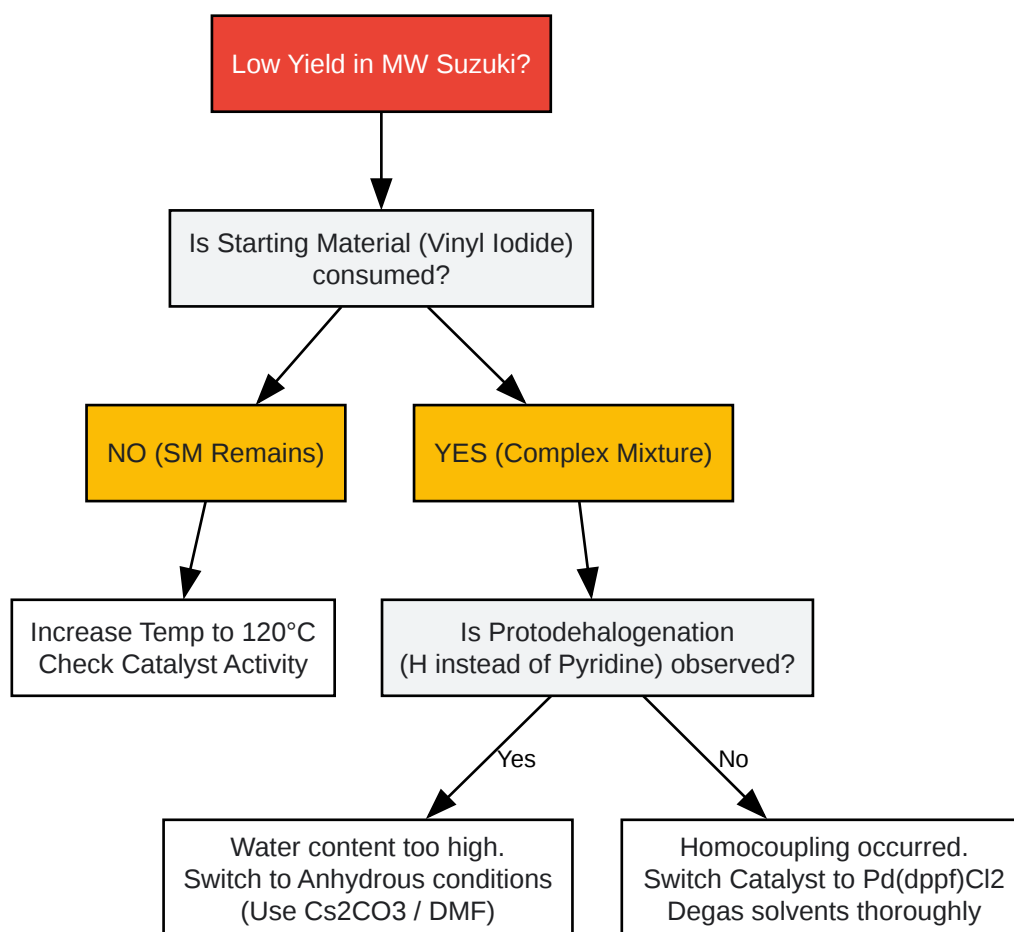 Low Yield in MW Suzuki?
Is Starting Material (Vinyl Iodide)
consumed?
NO (SM Remains)
YES (Complex Mixture)
Increase Temp to 120°C
Check Catalyst Activity
Is Protodehalogenation
(H instead of Pyridine) observed?
Yes
No
Water content too high.
Switch to Anhydrous conditions
(Use Cs2CO3 / DMF)
Homocoupling occurred.
Switch Catalyst to Pd(dppf)Cl2
Degas solvents thoroughly